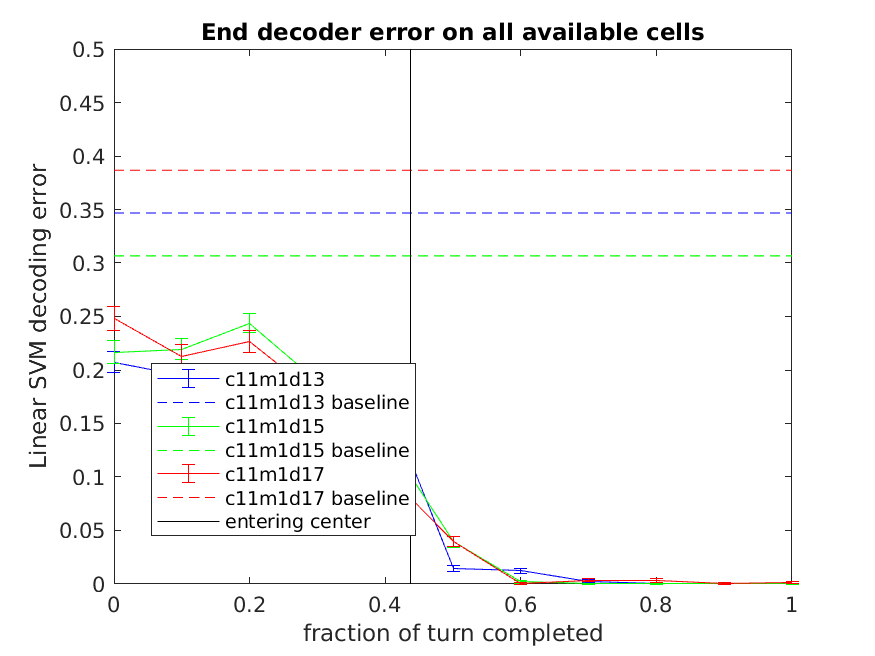 End decoder error on all available cells
Linear SVM decoding error
0.5
0.45
0.4
0.35
0.3
0.25
0.2
0.15
0.1
0.05
0
c11m1d13
c11m1d13 baseline
c11m1d15
c11m1d15 baseline
c11m1d17
c11m1d17 baseline
entering center
0 0.2 0.4 0.6 0.8 1
fraction of turn completed